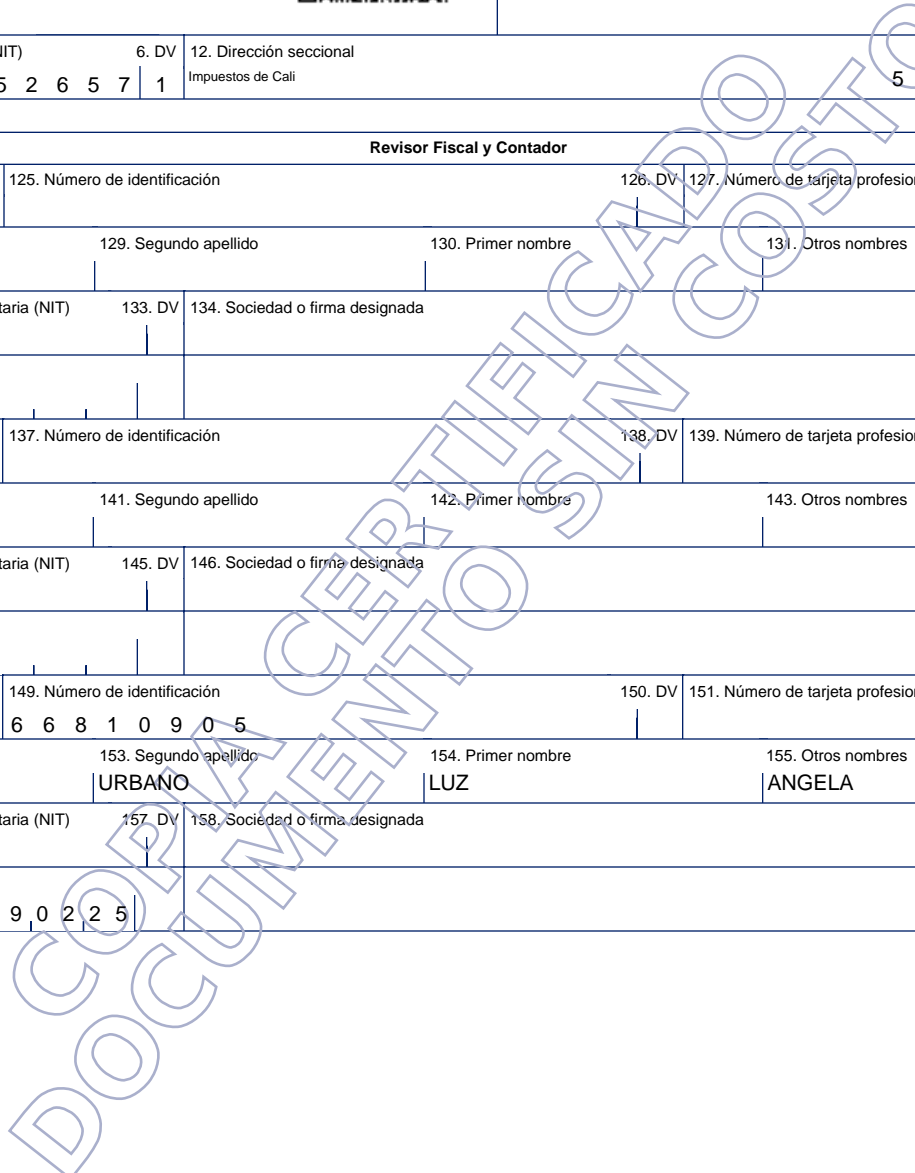 NIT) 6. DV 12. Dirección seccional
5 2 6 5 7 1 Impuestos de Cali 5
Revisor Fiscal y Contador
125. Número de identificación 126. DV 127. Número de tarjeta profesion
129. Segundo apellido 130. Primer nombre 131. Otros nombres
taria (NIT) 133. DV 134. Sociedad o firma designada
137. Número de identificación 138. DV 139. Número de tarjeta profesion
141. Segundo apellido 142. Primer nombre 143. Otros nombres
taria (NIT) 145. DV 146. Sociedad o firma designada
149. Número de identificación 150. DV 151. Número de tarjeta profesion
6 6 8 1 0 9 0 5
153. Segundo apellido 154. Primer nombre 155. Otros nombres
URBANO LUZ ANGELA
taria (NIT) 157. DV 158. Sociedad o firma designada
9 0 2 2 5
COPIA CERTIFICADO
DOCUMENTO SIN COSTO